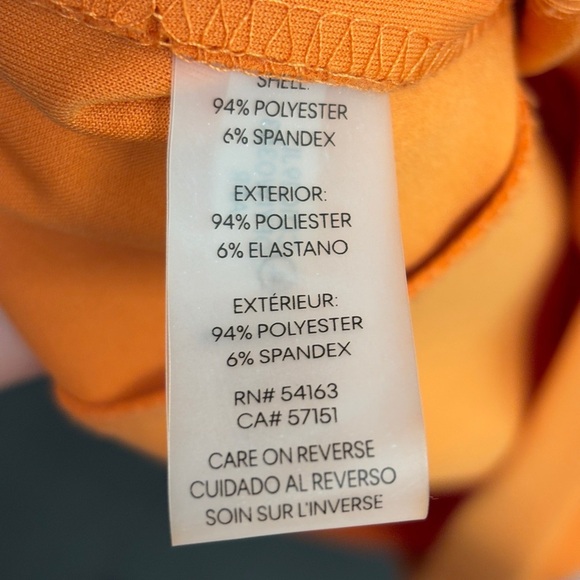 SHELL:
94% POLYESTER
6% SPANDEX
EXTERIOR:
94% POLIESTER
6% ELASTANO
EXTÉRIEUR:
94% POLYESTER
6% SPANDEX
RN# 54163
CA# 57151
CARE ON REVERSE
CUIDADO AL REVERSO
SOIN SUR L'INVERSE